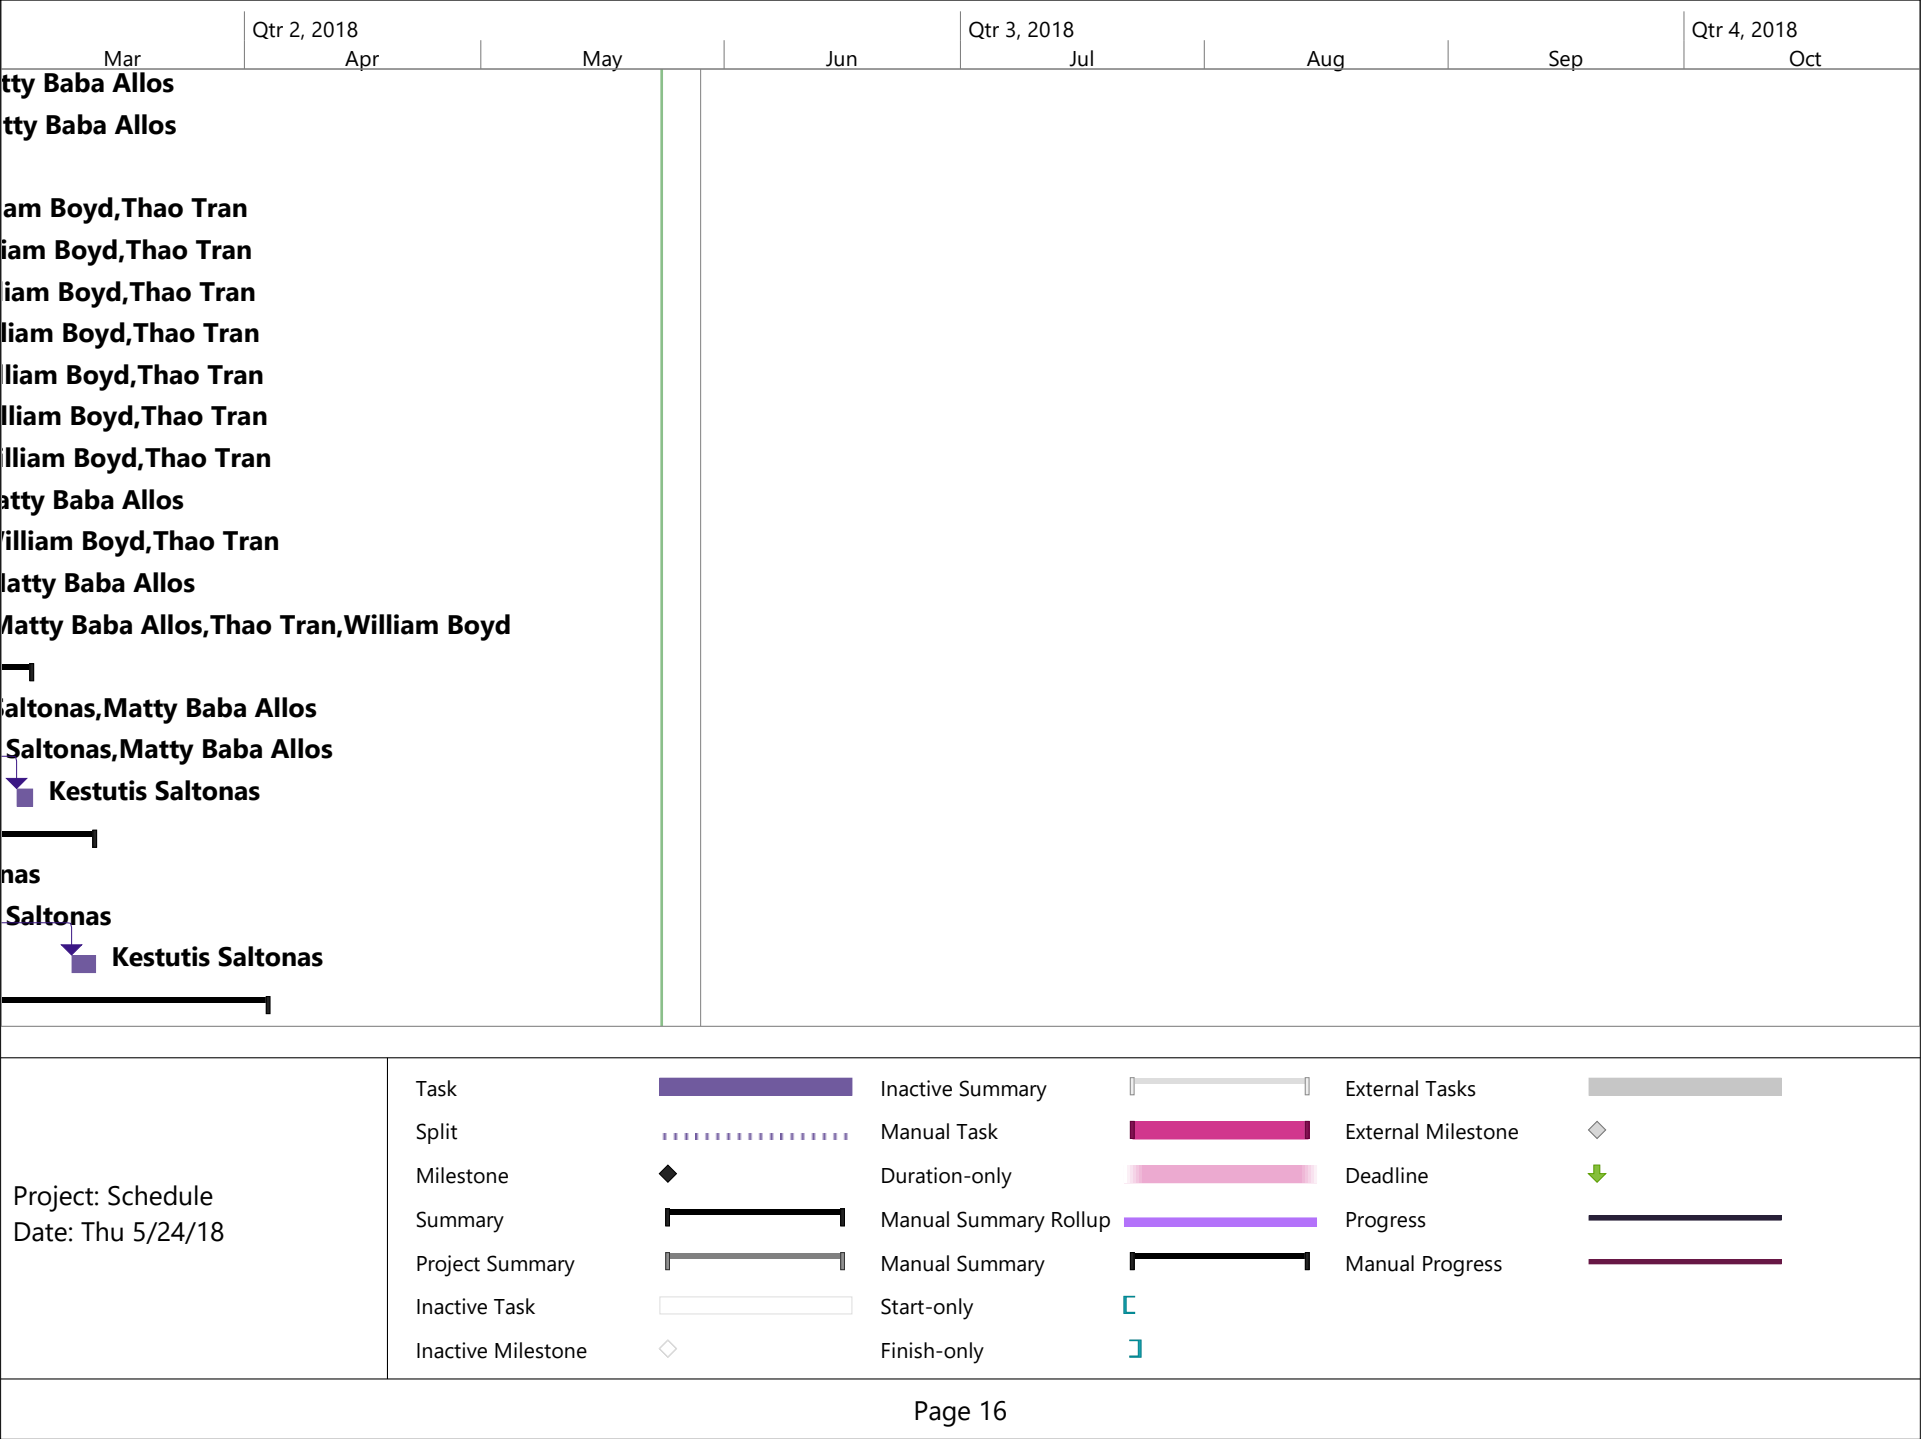 Qtr 2, 2018 Qtr 3, 2018 Qtr 4, 2018
Mar Apr May Jun Jul Aug Sep Oct
tty Baba Allos
tty Baba Allos
am Boyd,Thao Tran
iam Boyd,Thao Tran
iam Boyd,Thao Tran
liam Boyd,Thao Tran
lliam Boyd,Thao Tran
lliam Boyd,Thao Tran
illiam Boyd,Thao Tran
atty Baba Allos
illiam Boyd,Thao Tran
latty Baba Allos
Matty Baba Allos,Thao Tran,William Boyd
Saltonas,Matty Baba Allos
Saltonas,Matty Baba Allos
Kestutis Saltonas
nas
Saltonas
Kestutis Saltonas
Project: Schedule
Date: Thu 5/24/18
Task
Split
Milestone
Summary
Project Summary
Inactive Task
Inactive Milestone
Inactive Summary
Manual Task
Duration-only
Manual Summary Rollup
Manual Summary
Start-only
Finish-only
External Tasks
External Milestone
Deadline
Progress
Manual Progress
Page 16